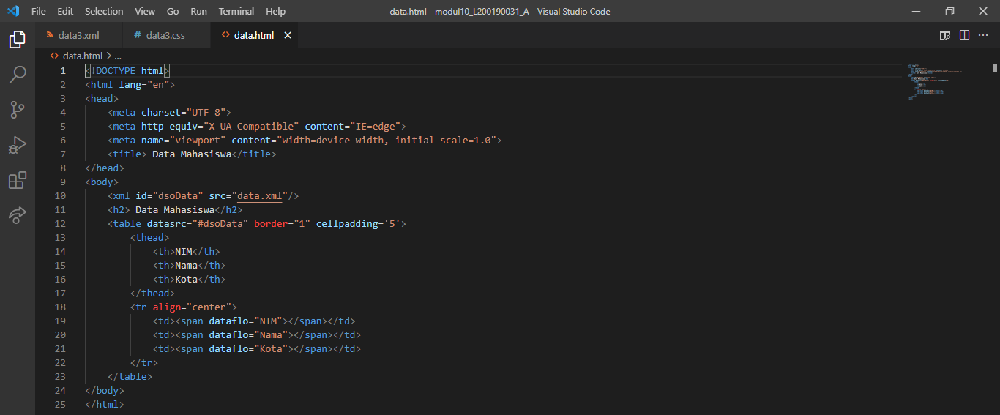 File Edit Selection View Go Run Terminal Help data.html - modul10_L200190031_A - Visual Studio Code
data3.xml # data3.css <> data.html
<> data.html > ...
1 <!DOCTYPE html>
2 <html lang="en">
3 <head>
4 <meta charset="UTF-8">
5 <meta http-equiv="X-UA-Compatible" content="IE=edge">
6 <meta name="viewport" content="width=device-width, initial-scale=1.0">
7 <title> Data Mahasiswa</title>
8 </head>
9 <body>
10 <xml id="dsoData" src="data.xml"/>
11 <h2> Data Mahasiswa</h2>
12 <table datasrc="#dsoData" border="1" cellpadding='5'>
13 <thead>
14 <th>NIM</th>
15 <th>Nama</th>
16 <th>Kota</th>
17 </thead>
18 <tr align="center">
19 <td><span dataflo="NIM"></span></td>
20 <td><span dataflo="Nama"></span></td>
21 <td><span dataflo="Kota"></span></td>
22 </tr>
23 </table>
24 </body>
25 </html>